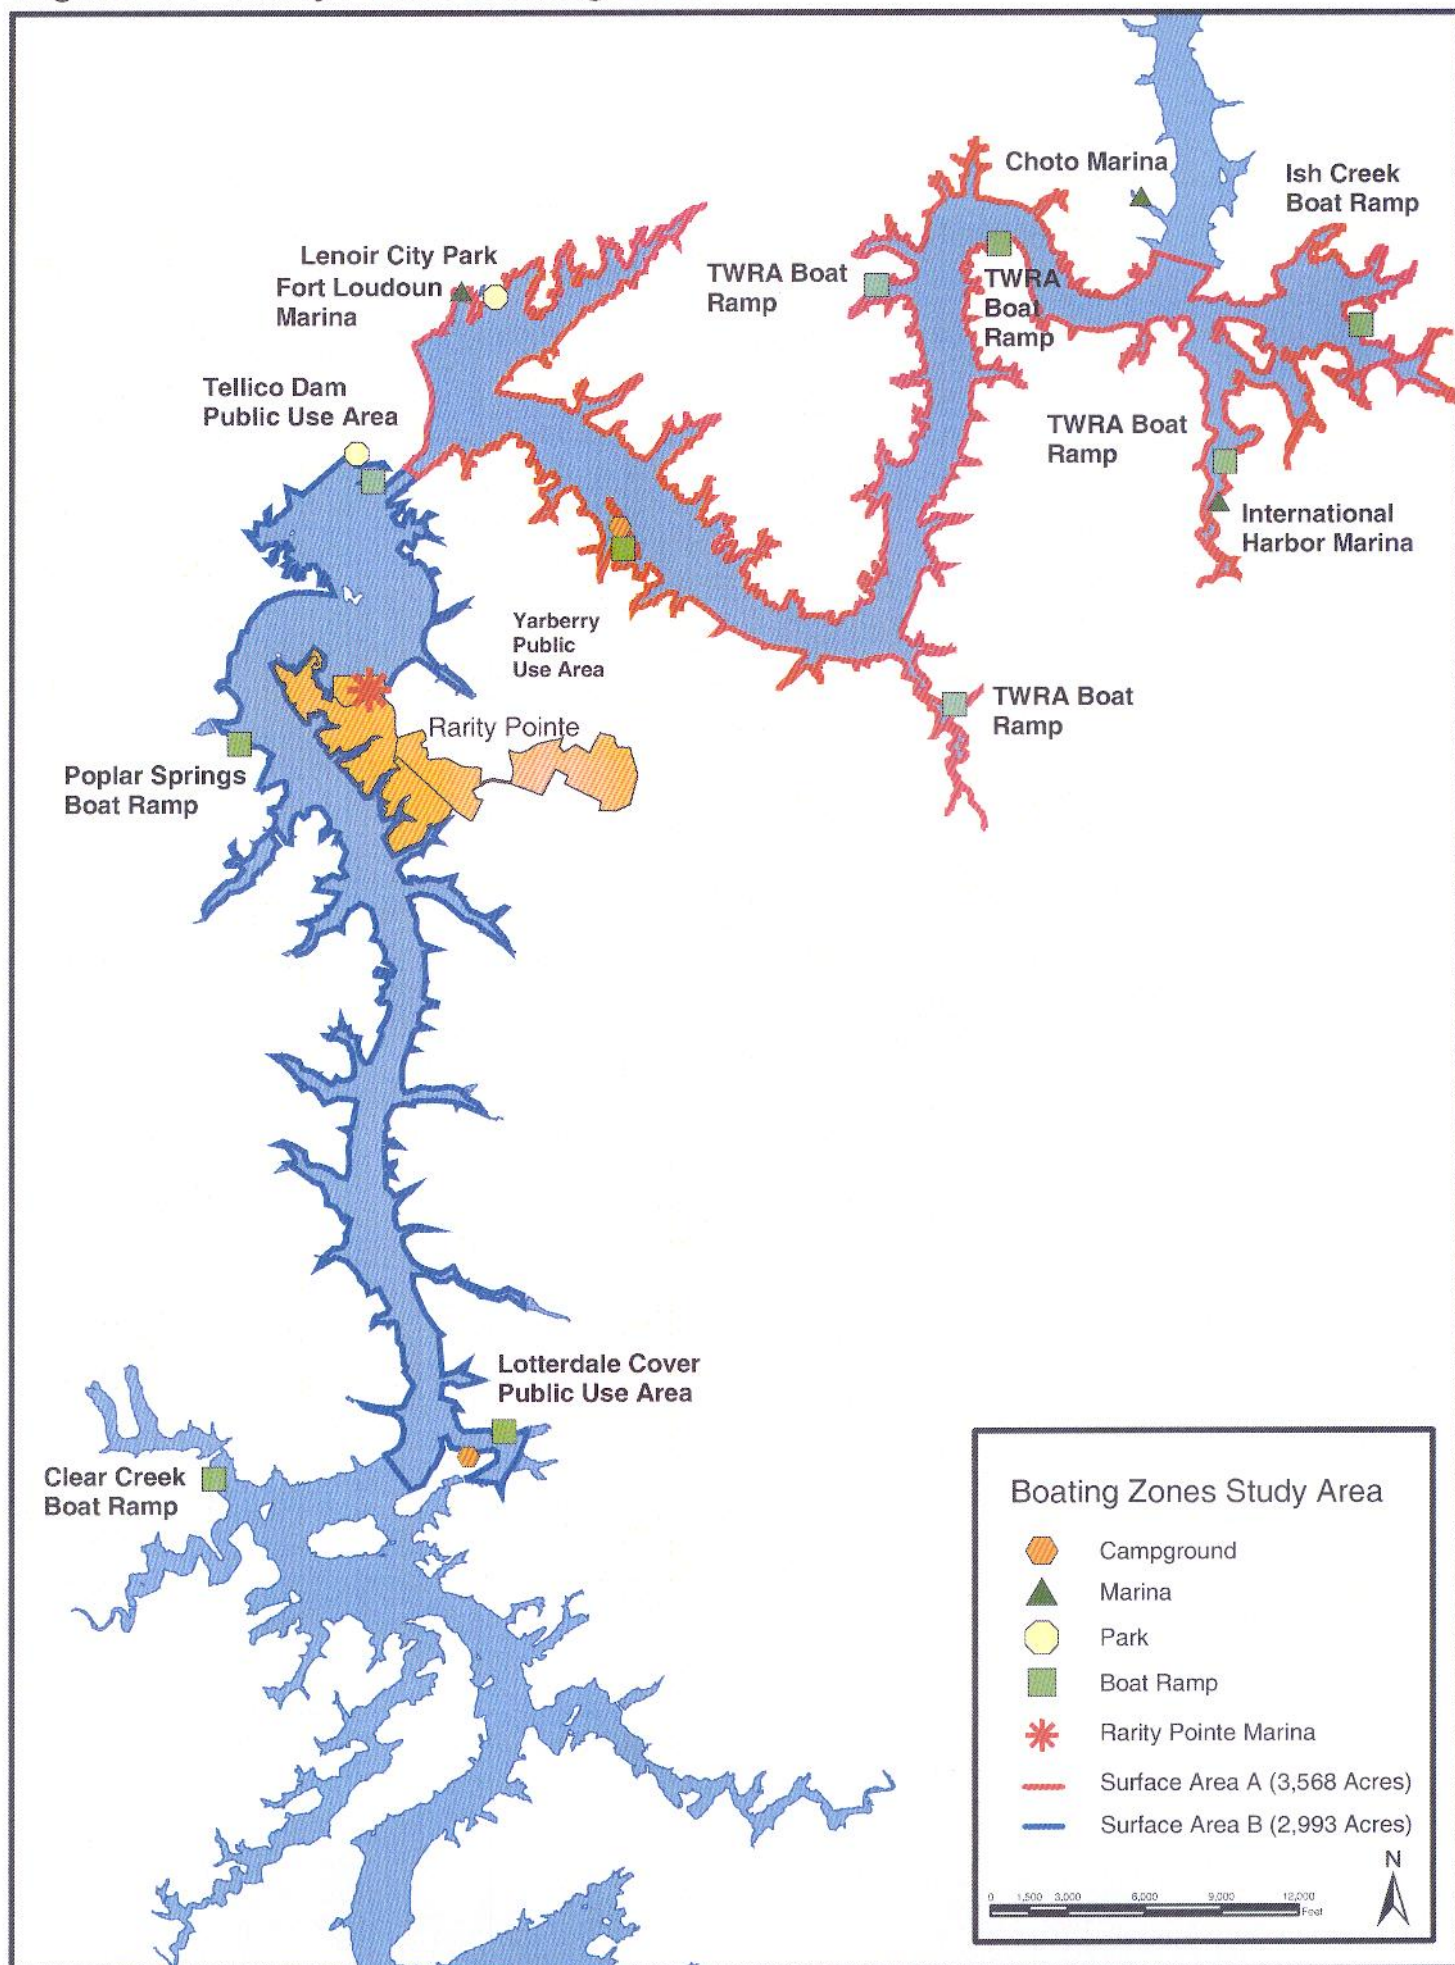 Choto Marina
Ish Creek
Boat Ramp
Lenoir City Park
Fort Loudoun
Marina
TWRA Boat
Ramp
TWRA
Boat
Ramp
Tellico Dam
Public Use Area
TWRA Boat
Ramp
International
Harbor Marina
Yarberry
Public
Use Area
TWRA Boat
Ramp
Rarity Pointe
Poplar Springs
Boat Ramp
Lotterdale Cover
Public Use Area
Clear Creek
Boat Ramp
Boating Zones Study Area
Campground
Marina
Park
Boat Ramp
Rarity Pointe Marina
Surface Area A (3,568 Acres)
Surface Area B (2,993 Acres)
N
0 1,500 3,000 6,000 9,000 12,000
Feet